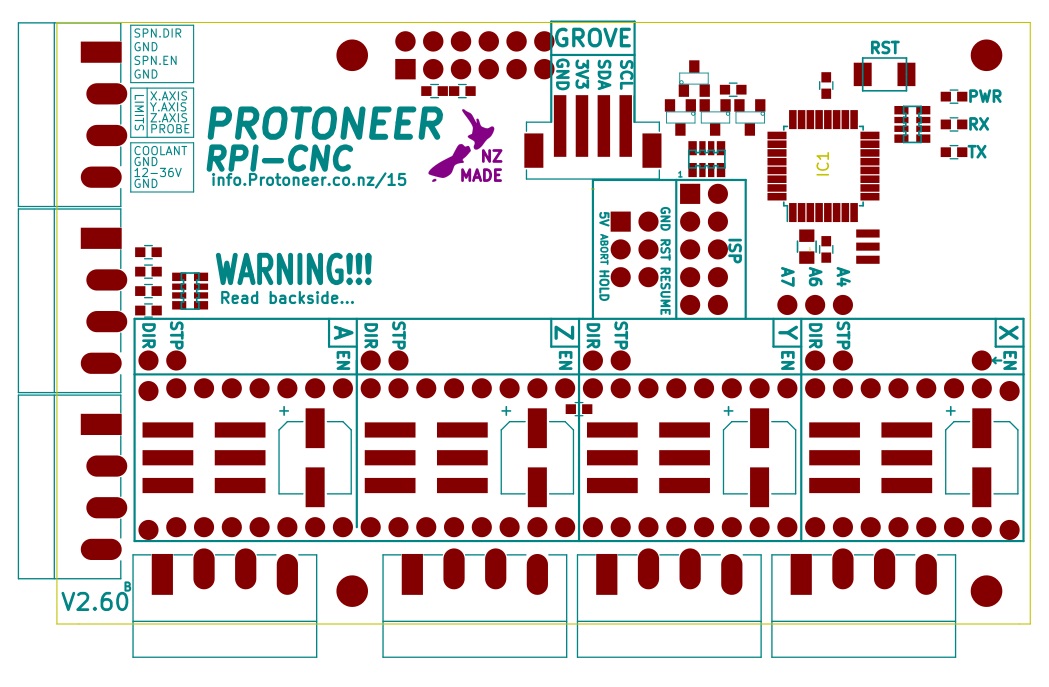 SPN.DIR
GND
SPN.EN
GND
LIMITS
X.AXIS
Y.AXIS
Z.AXIS
PROBE
COOLANT
GND
12-36V
GND
PROTONEER
RPI-CNC
info.Protoneer.co.nz/15
NZ
MADE
GROVE
GND
3V3
SDA
SCL
RST
PWR
RX
TX
IC1
1
5V
ABORT
HOLD
GND
RST
RESUME
ISP
A7
A6
A4
WARNING!!!
Read backside...
DIR
STP
A
EN
DIR
STP
Z
EN
DIR
STP
Y
EN
DIR
STP
X
←EN
+
+
+
+
B
V2.60